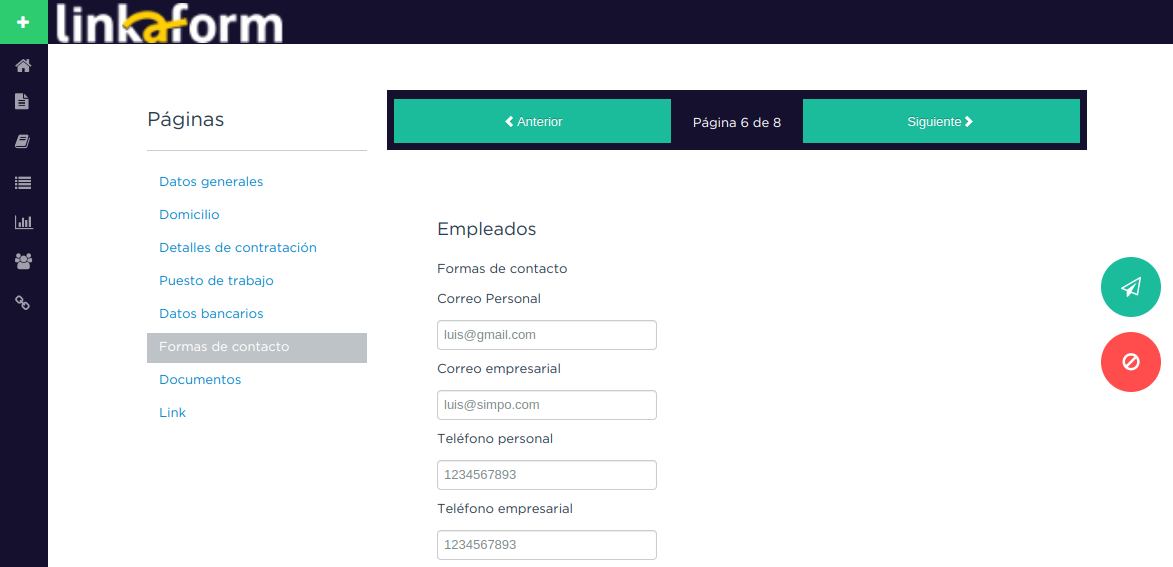 linkaform
Páginas
Datos generales
Domicilio
Detalles de contratación
Puesto de trabajo
Datos bancarios
Formas de contacto
Documentos
Link
Anterior
Página 6 de 8
Siguiente
Empleados
Formas de contacto
Correo Personal
luis@gmail.com
Correo empresarial
luis@simpo.com
Teléfono personal
1234567893
Teléfono empresarial
1234567893